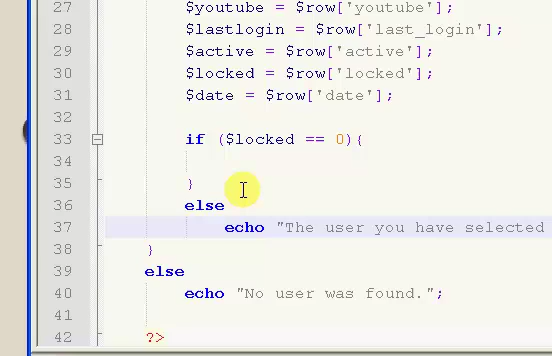 27 $youtube = $row['youtube'];
28 $lastlogin = $row['last_login'];
29 $active = $row['active'];
30 $locked = $row['locked'];
31 $date = $row['date'];
32
33 if ($locked == 0){
34
35 }
36 else
37 echo "The user you have selected
38 }
39 else
40 echo "No user was found.";
41
42 ?>